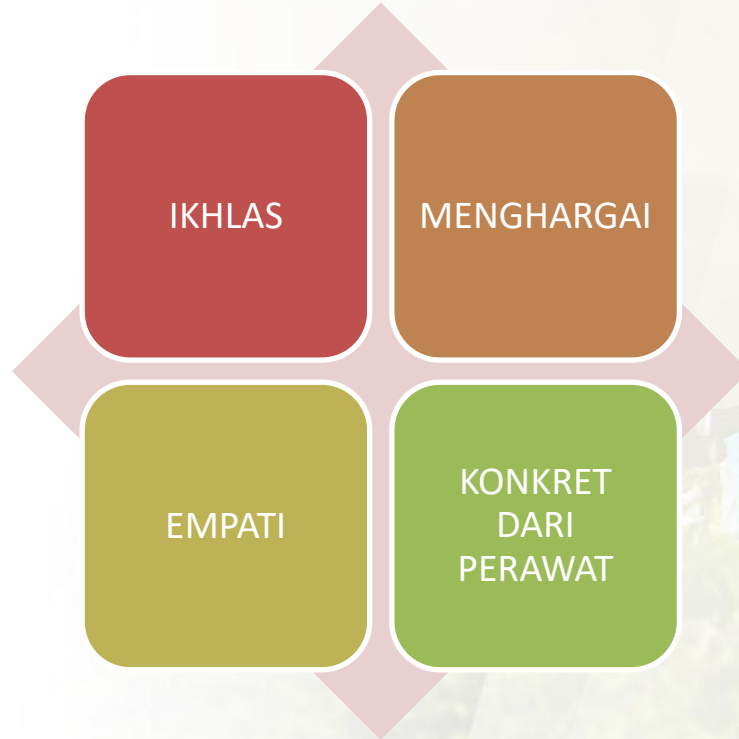 IKHLAS
MENGHARGAI
EMPATI
KONKRET
DARI
PERAWAT